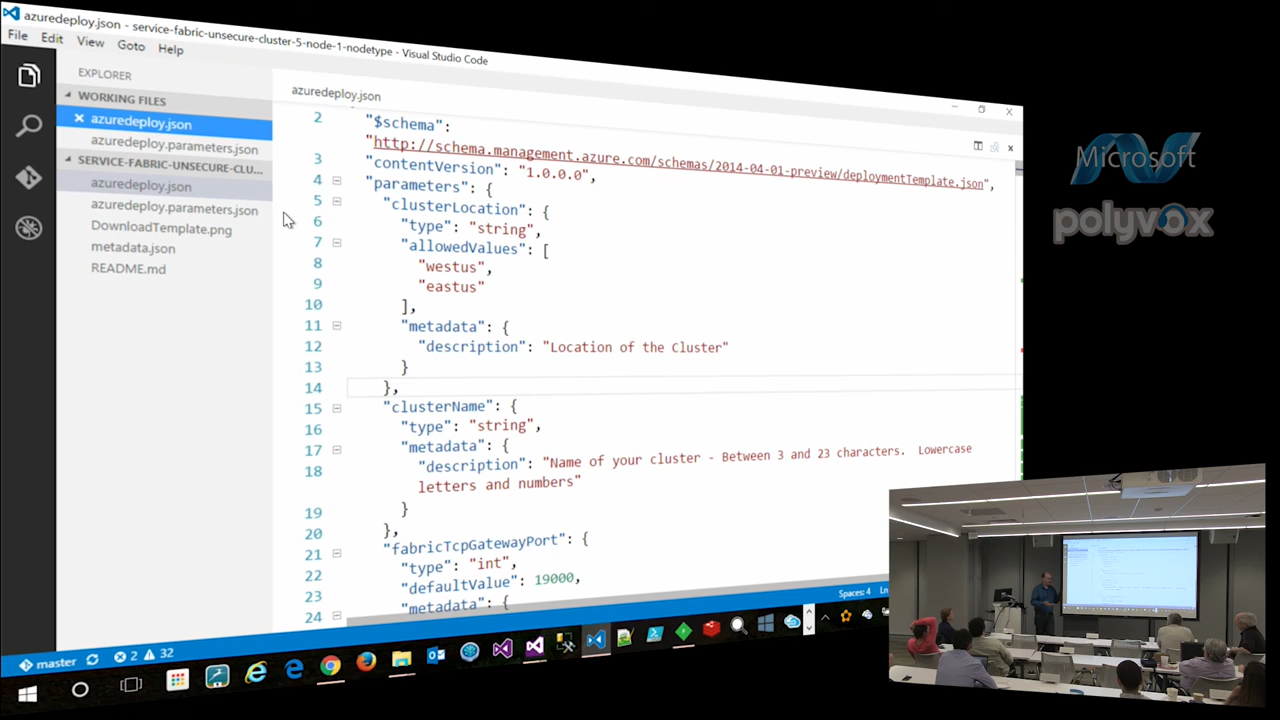 azuredeploy.json - service-fabric-unsecure-cluster-5-node-1-nodetype - Visual Studio Code
File Edit View Goto Help
EXPLORER
WORKING FILES
azuredeploy.json
azuredeploy.parameters.json
SERVICE-FABRIC-UNSECURE-CLU...
azuredeploy.json
azuredeploy.parameters.json
DownloadTemplate.png
metadata.json
README.md
azuredeploy.json
2 "$schema":
"http://schema.management.azure.com/schemas/2014-04-01-preview/deploymentTemplate.json",
3 "contentVersion": "1.0.0.0",
4 "parameters": {
5 "clusterLocation": {
6 "type": "string",
7 "allowedValues": [
8 "westus",
9 "eastus"
10 ],
11 "metadata": {
12 "description": "Location of the Cluster"
13 }
14 },
15 "clusterName": {
16 "type": "string",
17 "metadata": {
18 "description": "Name of your cluster - Between 3 and 23 characters. Lowercase
letters and numbers"
19 }
20 },
21 "fabricTcpGatewayPort": {
22 "type": "int",
23 "defaultValue": 19000,
24 "metadata": {
master 2 32
Spaces: 4 Ln
Microsoft
polyvox